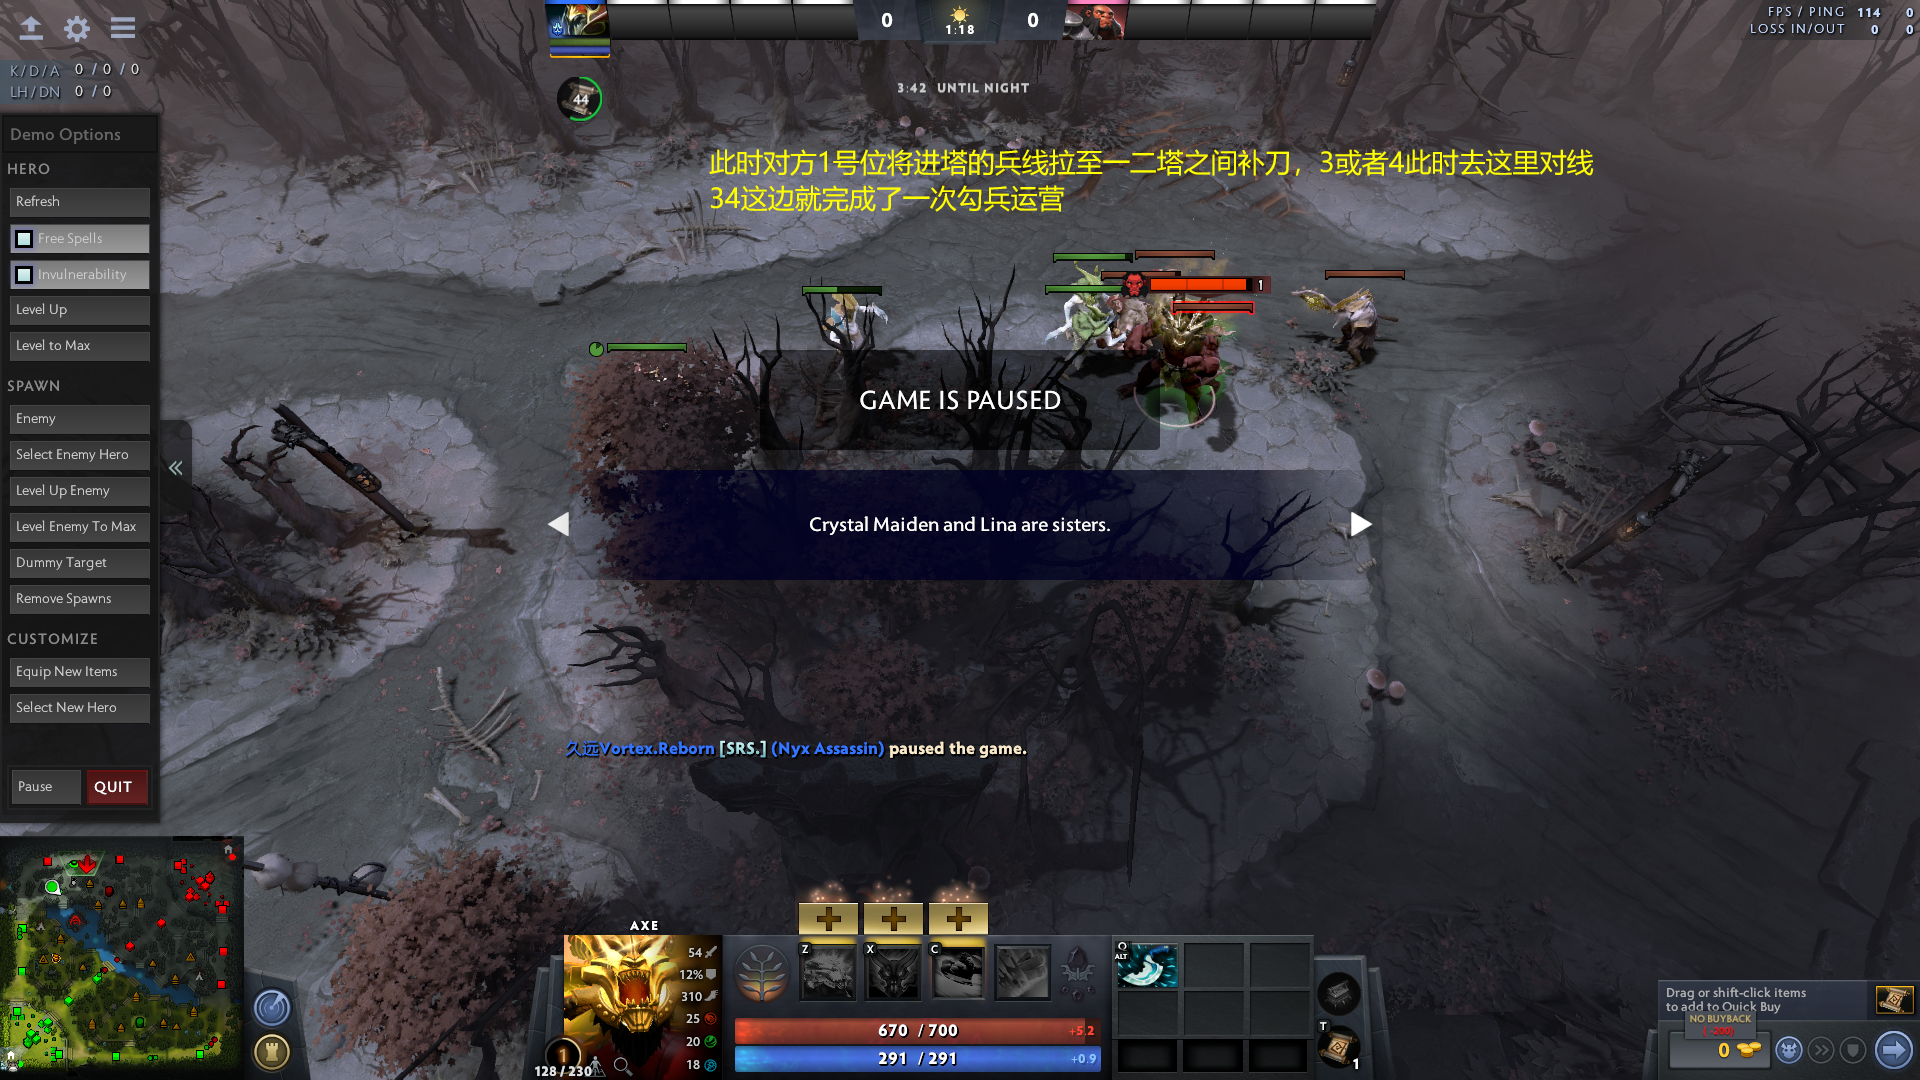 0
1:18
0
FPS / PING 114 0
LOSS IN/OUT 0 0
K/D/A 0 / 0 / 0
LH/DN 0 / 0
44
3:42 UNTIL NIGHT
此时对方1号位将进塔的兵线拉至一二塔之间补刀，3或者4此时去这里对线
34这边就完成了一次勾兵运营
Demo Options
HERO
Refresh
Free Spells
Invulnerability
Level Up
Level to Max
SPAWN
Enemy
Select Enemy Hero
Level Up Enemy
Level Enemy To Max
Dummy Target
Remove Spawns
CUSTOMIZE
Equip New Items
Select New Hero
Pause
QUIT
1
GAME IS PAUSED
Crystal Maiden and Lina are sisters.
久远Vortex.Reborn [SRS.] (Nyx Assassin) paused the game.
AXE
54
12%
310
25
20
18
1
128 / 230
Z
X
C
670 / 700
+5.2
291 / 291
+0.9
Q
ALT
T
1
Drag or shift-click items
to add to Quick Buy
NO BUYBACK
0